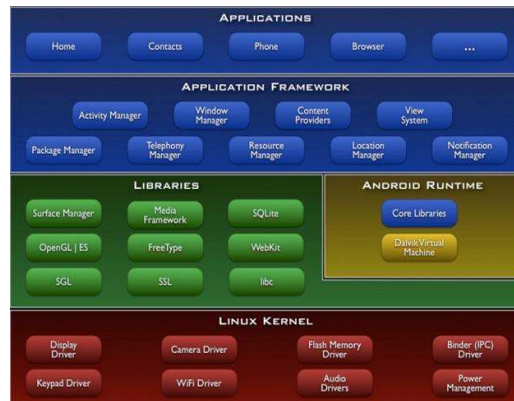 APPLICATIONS
Home
Contacts
Phone
Browser
...
APPLICATION FRAMEWORK
Activity Manager
Window
Manager
Content
Providers
View
System
Package Manager
Telephony
Manager
Resource
Manager
Location
Manager
Notification
Manager
LIBRARIES
Surface Manager
Media
Framework
SQLite
OpenGL | ES
FreeType
WebKit
SGL
SSL
libc
ANDROID RUNTIME
Core Libraries
Dalvik Virtual
Machine
LINUX KERNEL
Display
Driver
Camera Driver
Flash Memory
Driver
Binder (IPC)
Driver
Keypad Driver
WiFi Driver
Audio
Drivers
Power
Management